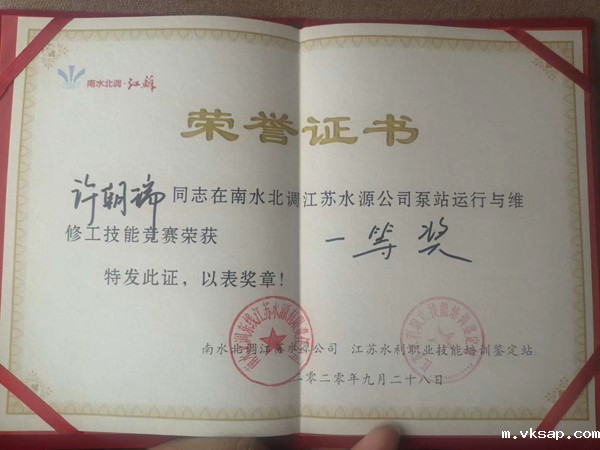 南水北调·江苏
荣誉证书
许朝瑞同志在南水北调江苏水源公司泵站运行与维
修工技能竞赛荣获 一等奖
特发此证，以表奖章！
南水北调江苏水源公司 江苏水利职业技能培训鉴定站
二零二零年九月二十八日
m.vksap.com